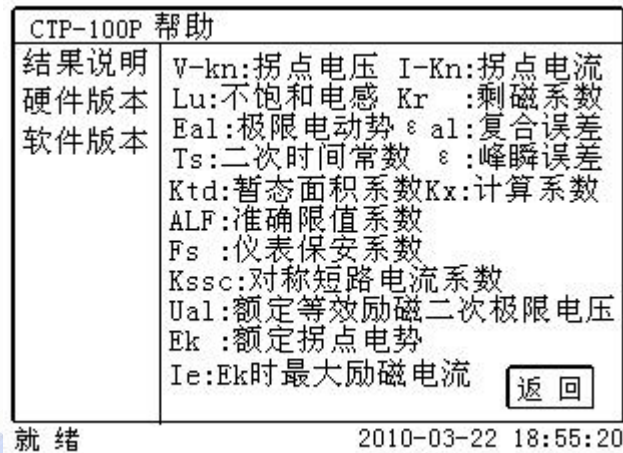 CTP-100P 帮助
结果说明
硬件版本
软件版本
V-kn:拐点电压 I-Kn:拐点电流
Lu:不饱和电感 Kr :剩磁系数
Eal:极限电动势 εal:复合误差
Ts:二次时间常数 ε:峰瞬误差
Ktd:暂态面积系数Kx:计算系数
ALF:准确限值系数
Fs :仪表保安系数
Kssc:对称短路电流系数
Ual:额定等效励磁二次极限电压
Ek :额定拐点电势
Ie:Ek时最大励磁电流
返 回
就 绪
2010-03-22 18:55:20